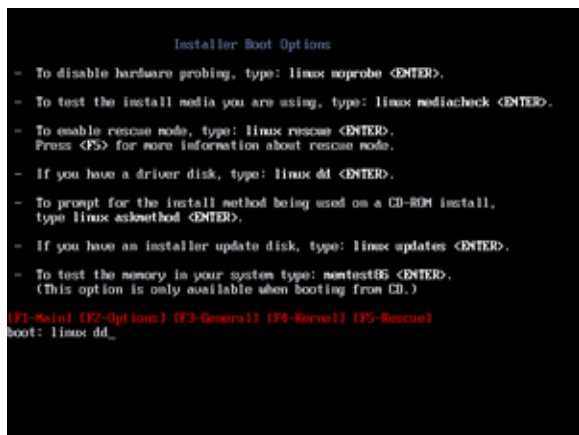 Installer Boot Options
- To disable hardware probing, type: linux noprobe <ENTER>.
- To test the install media you are using, type: linux mediacheck <ENTER>.
- To enable rescue mode, type: linux rescue <ENTER>.
Press <F5> for more information about rescue mode.
- If you have a driver disk, type: linux dd <ENTER>.
- To prompt for the install method being used on a CD-ROM install,
type linux askmethod <ENTER>.
- If you have an installer update disk, type: linux updates <ENTER>.
- To test the memory in your system type: memtest86 <ENTER>.
(This option is only available when booting from CD.)
[F1-Main] [F2-Options] [F3-General] [F4-Kernel] [F5-Rescue]
boot: linux dd_